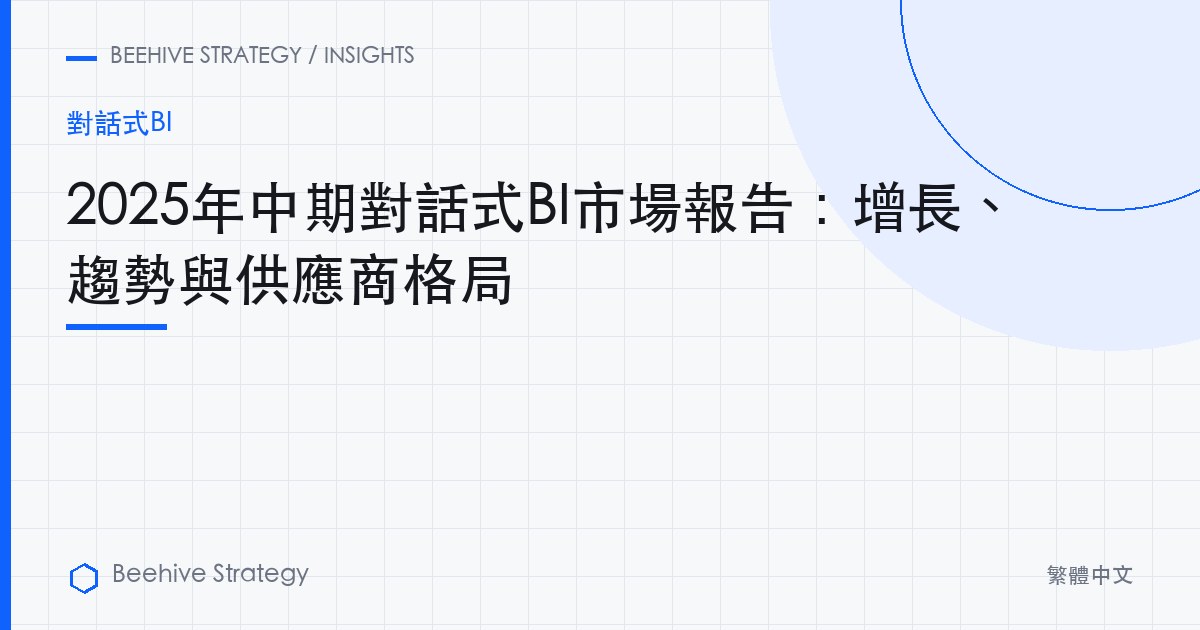 BEEHIVE STRATEGY / INSIGHTS
對話式BI
2025年中期對話式BI市場報告：增長、
趨勢與供應商格局
Beehive Strategy
繁體中文